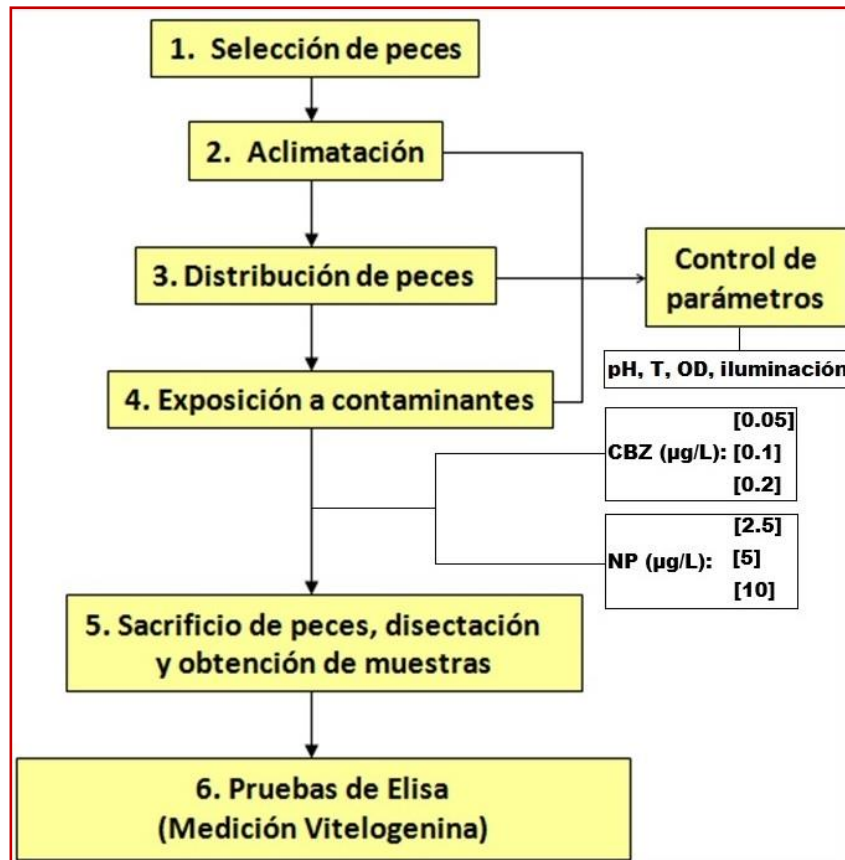 1. Selección de peces
2. Aclimatación
3. Distribución de peces
Control de
parámetros
pH, T, OD, iluminación
4. Exposición a contaminantes
[0.05]
CBZ (µg/L): [0.1]
[0.2]
[2.5]
NP (µg/L): [5]
[10]
5. Sacrificio de peces, disectación
y obtención de muestras
6. Pruebas de Elisa
(Medición Vitelogenina)